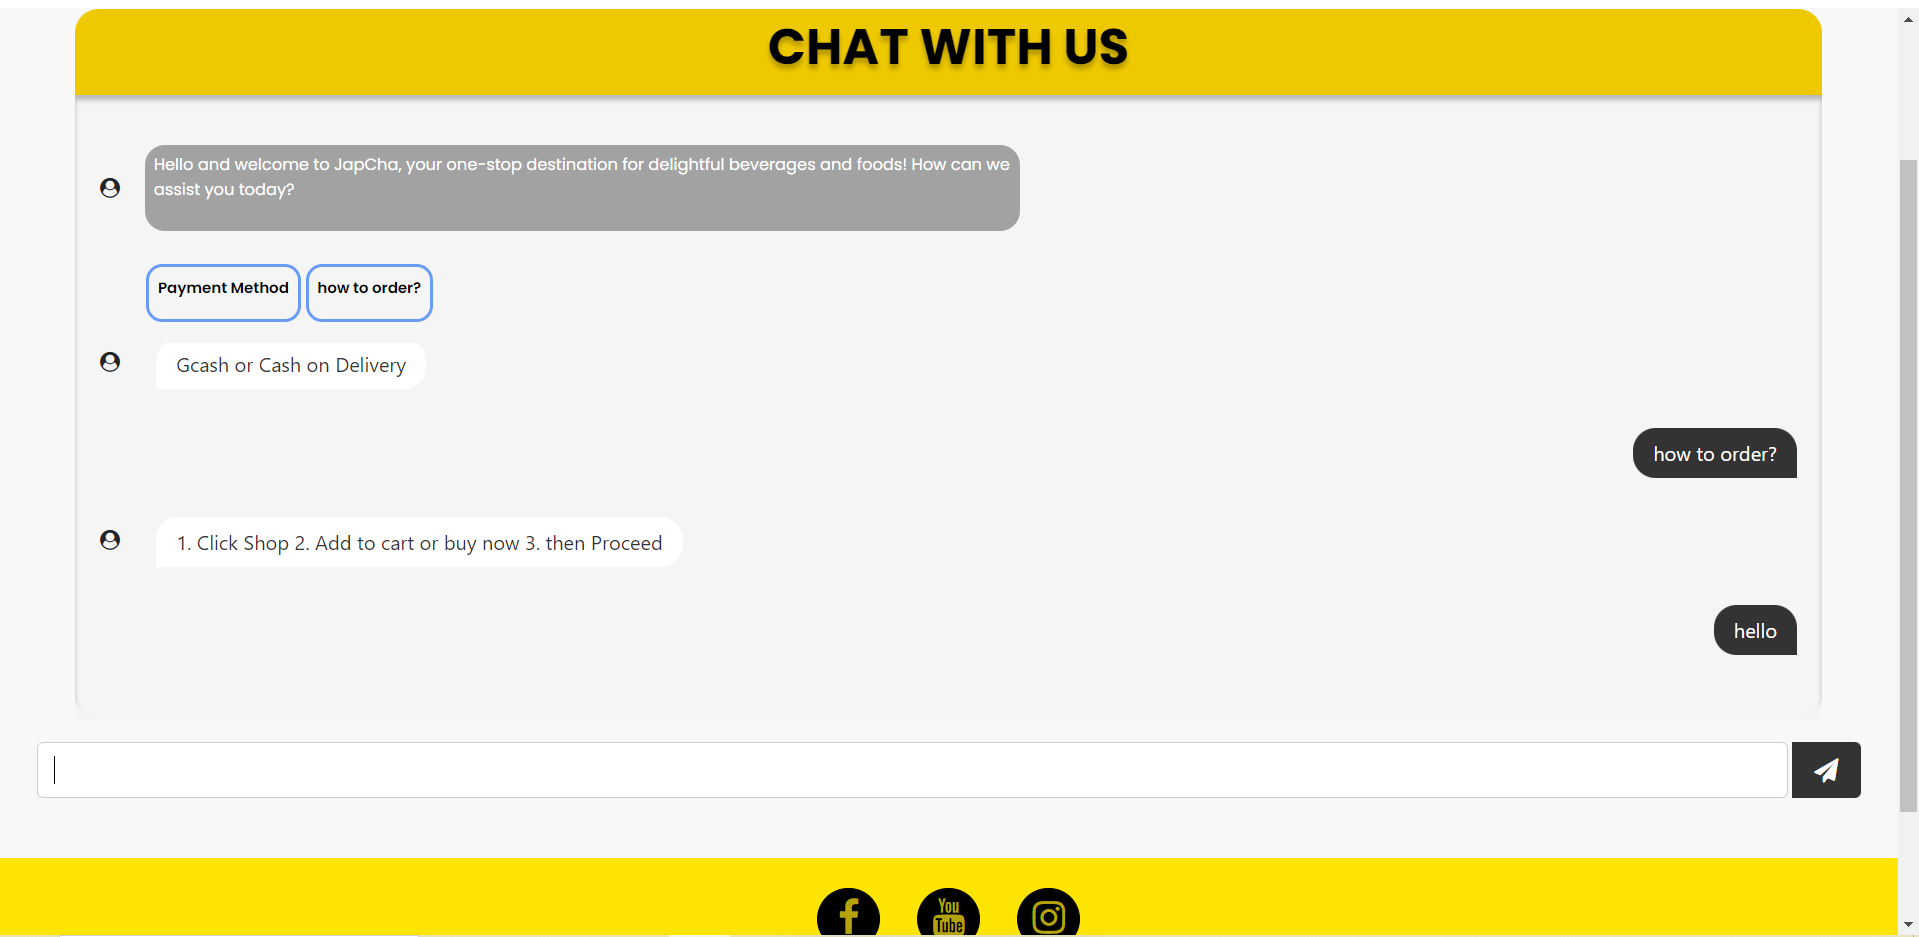 CHAT WITH US
Hello and welcome to JapCha, your one-stop destination for delightful beverages and foods! How can we
assist you today?
Payment Method
how to order?
Gcash or Cash on Delivery
how to order?
1. Click Shop 2. Add to cart or buy now 3. then Proceed
hello
You
Tube